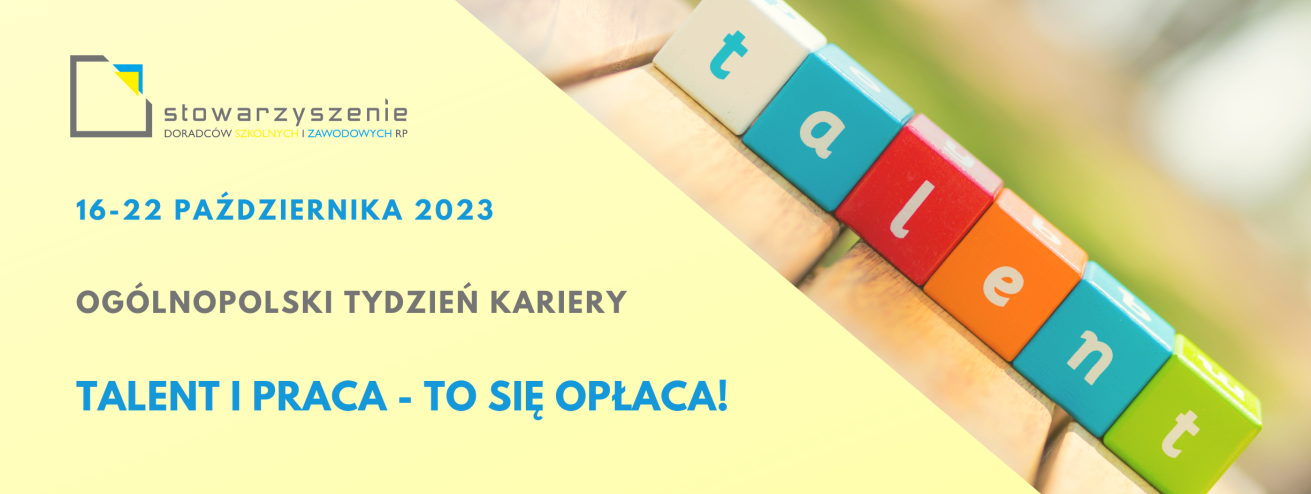 stowarzyszenie
DORADCÓW SZKOLNYCH I ZAWODOWYCH RP
16-22 PAŹDZIERNIKA 2023
OGÓLNOPOLSKI TYDZIEŃ KARIERY
TALENT I PRACA - TO SIĘ OPŁACA!
talent